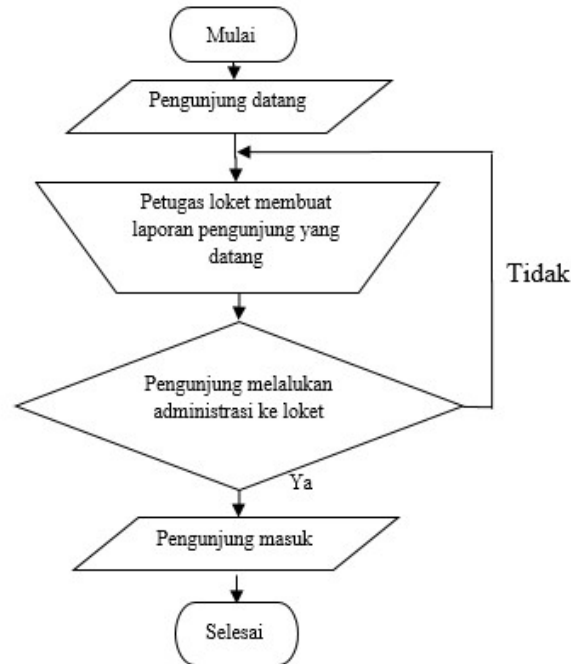 Mulai
Pengunjung datang
Petugas loket membuat
laporan pengunjung yang
datang
Tidak
Pengunjung melalukan
administrasi ke loket
Ya
Pengunjung masuk
Selesai